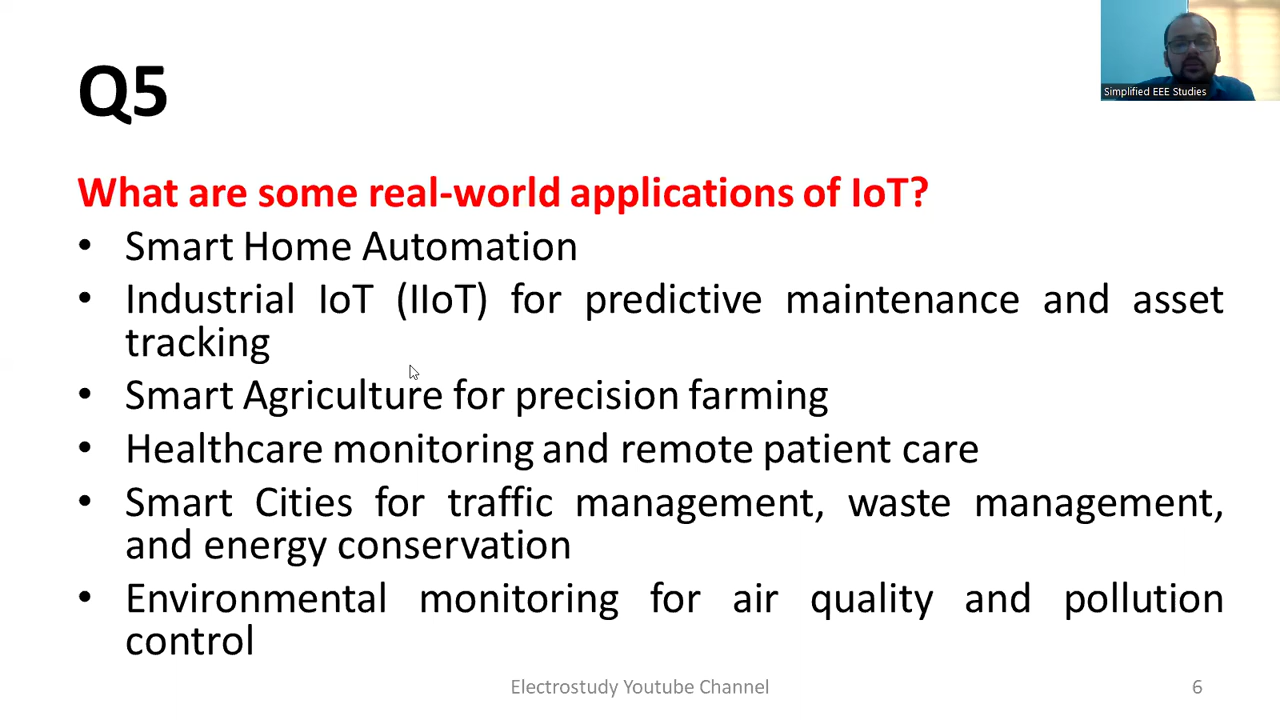 Q5
Simplified EEE Studies
What are some real-world applications of IoT?
• Smart Home Automation
• Industrial IoT (IIoT) for predictive maintenance and asset
tracking
• Smart Agriculture for precision farming
• Healthcare monitoring and remote patient care
• Smart Cities for traffic management, waste management,
and energy conservation
• Environmental monitoring for air quality and pollution
control
Electrostudy Youtube Channel
6